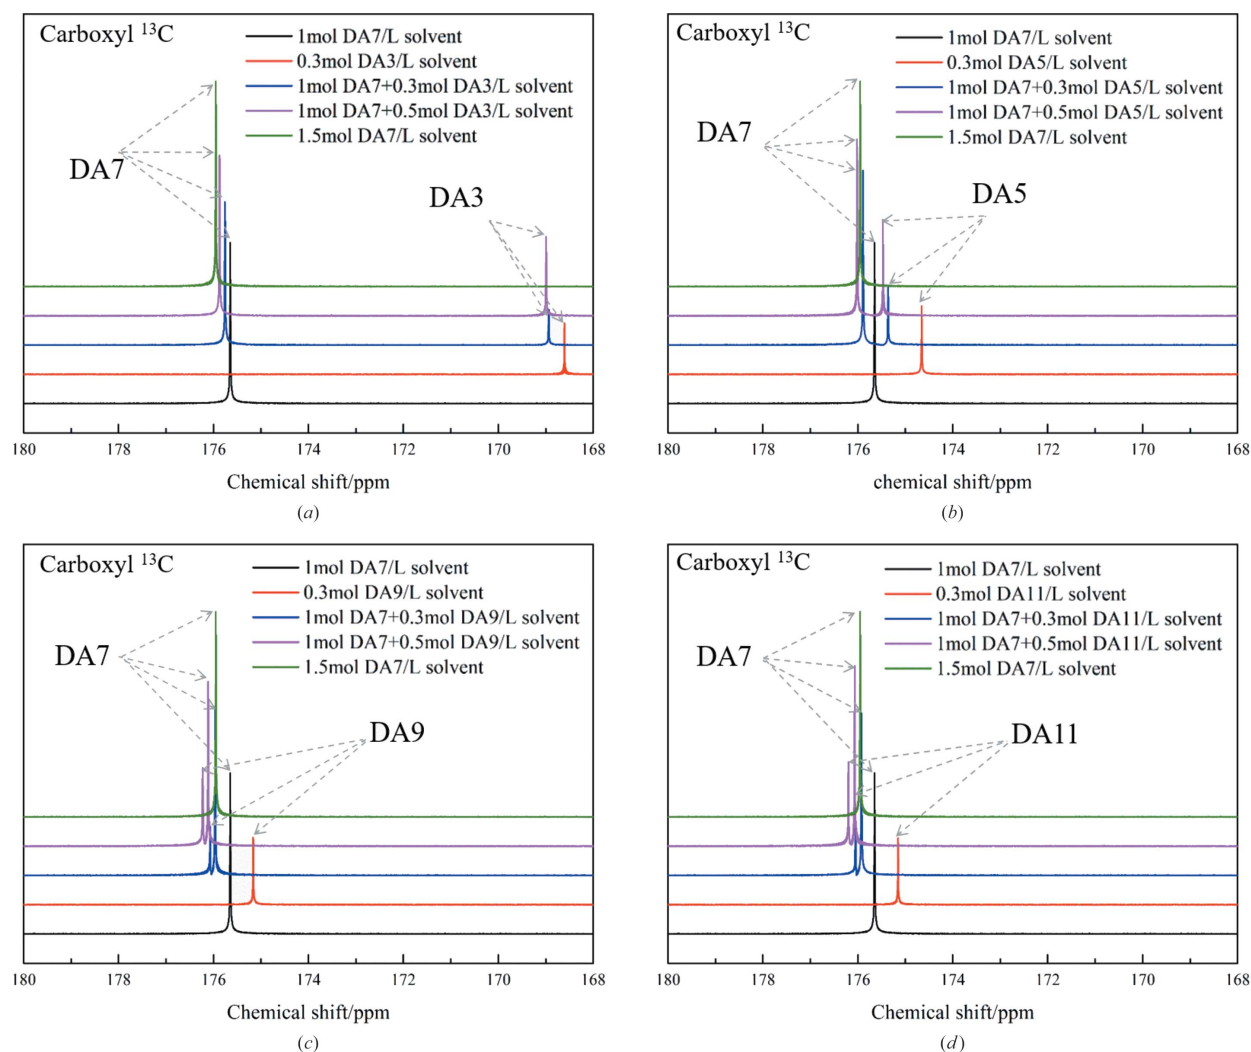 Carboxyl ¹³C
1mol DA7/L solvent
0.3mol DA3/L solvent
1mol DA7+0.3mol DA3/L solvent
1mol DA7+0.5mol DA3/L solvent
1.5mol DA7/L solvent
DA7
DA3
180 178 176 174 172 170 168
Chemical shift/ppm
(a)
Carboxyl ¹³C
1mol DA7/L solvent
0.3mol DA5/L solvent
1mol DA7+0.3mol DA5/L solvent
1mol DA7+0.5mol DA5/L solvent
1.5mol DA7/L solvent
DA7
DA5
180 178 176 174 172 170 168
chemical shift/ppm
(b)
Carboxyl ¹³C
1mol DA7/L solvent
0.3mol DA9/L solvent
1mol DA7+0.3mol DA9/L solvent
1mol DA7+0.5mol DA9/L solvent
1.5mol DA7/L solvent
DA7
DA9
180 178 176 174 172 170 168
Chemical shift/ppm
(c)
Carboxyl ¹³C
1mol DA7/L solvent
0.3mol DA11/L solvent
1mol DA7+0.3mol DA11/L solvent
1mol DA7+0.5mol DA11/L solvent
1.5mol DA7/L solvent
DA7
DA11
180 178 176 174 172 170 168
Chemical shift/ppm
(d)